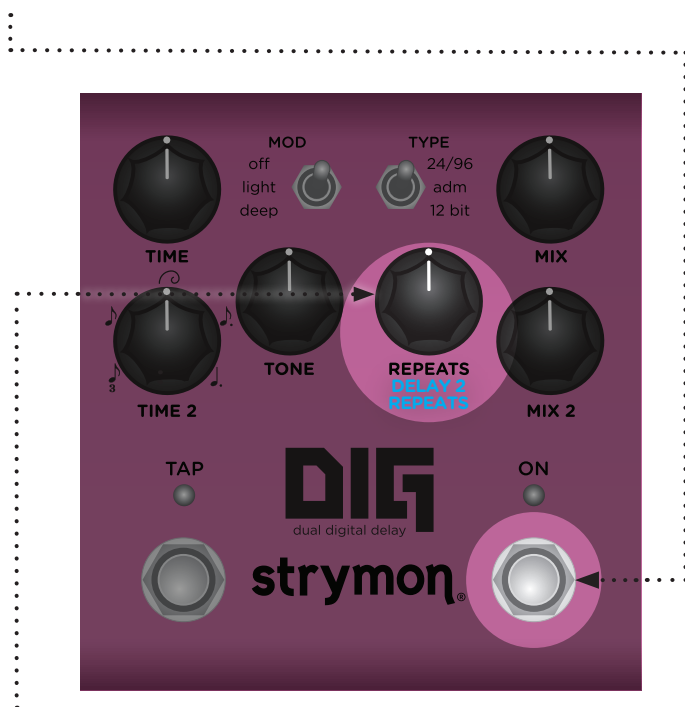 MOD
TYPE
off
light
deep
24/96
adm
12 bit
TIME
MIX
TONE
REPEATS
DELAY 2
REPEATS
3
TIME 2
MIX 2
TAP
ON
DIG
dual digital delay
strymon®